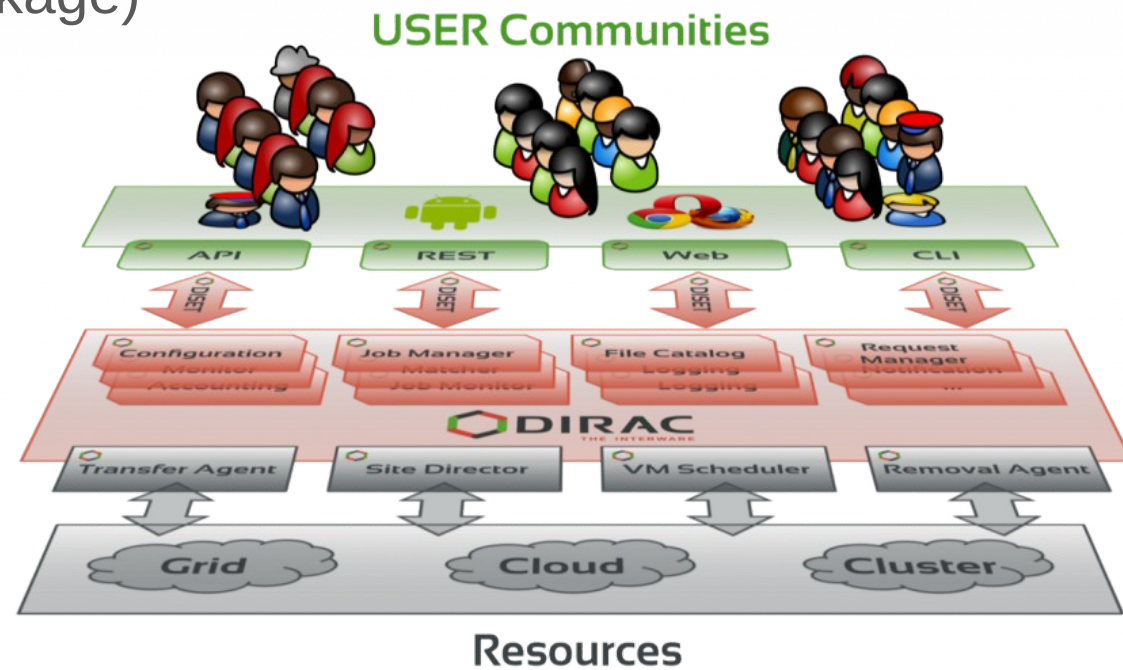 kage)
USER Communities
API REST Web CLI
DISET DISET DISET DISET
Configuration Job Manager File Catalog Request
Manager
Monitor Matcher Logging Notification
Accounting Job Monitor Logging ...
DIRAC
THE INTERWARE
Transfer Agent Site Director VM Scheduler Removal Agent
Grid Cloud Cluster
Resources